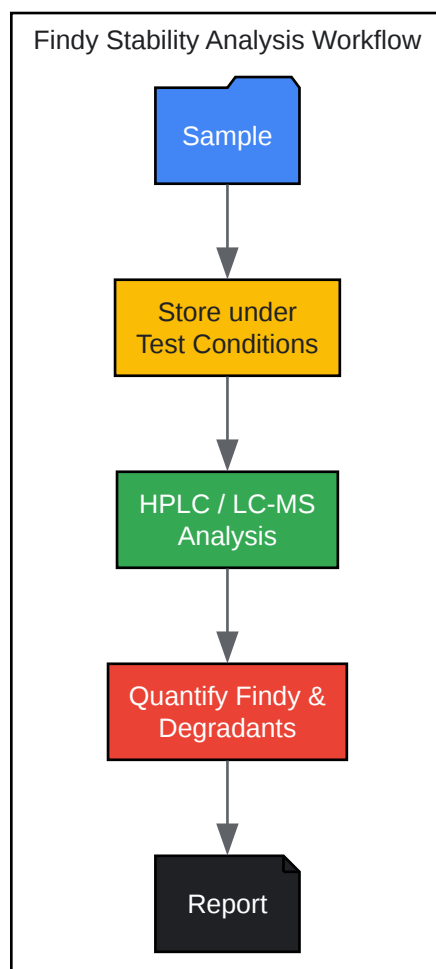 Findy Stability Analysis Workflow
Sample
Store under
Test Conditions
HPLC / LC-MS
Analysis
Quantify Findy &
Degradants
Report